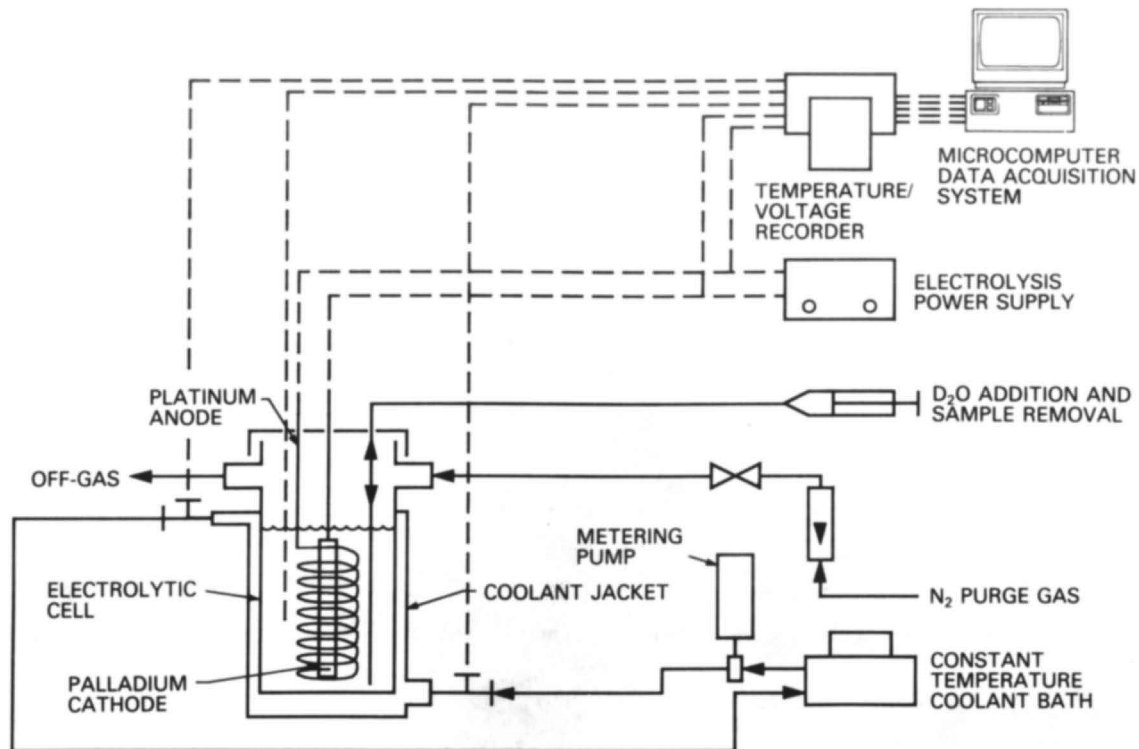 MICROCOMPUTER
DATA ACQUISITION
SYSTEM
TEMPERATURE/
VOLTAGE
RECORDER
ELECTROLYSIS
POWER SUPPLY
PLATINUM
ANODE
D₂O ADDITION AND
SAMPLE REMOVAL
OFF-GAS
METERING
PUMP
ELECTROLYTIC
CELL
COOLANT JACKET
N₂ PURGE GAS
PALLADIUM
CATHODE
CONSTANT
TEMPERATURE
COOLANT BATH